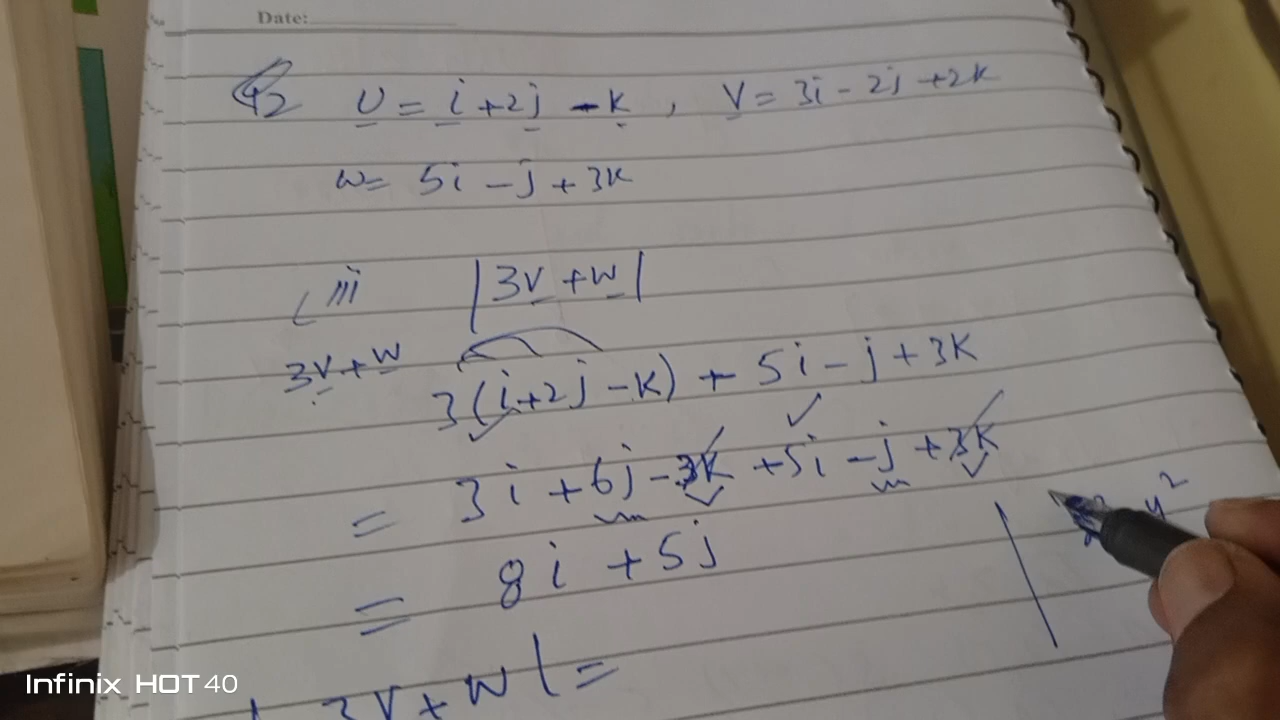 Date:
Q2 U = i + 2j - k , V = 3i - 2j + 2k
w = 5i - j + 3k
iii |3v + w|
3v + w
3(i + 2j - k) + 5i - j + 3k
= 3i + 6j - 3k + 5i - j + 3k
y²
= 8i + 5j
3v + w| =
Infinix HOT 40